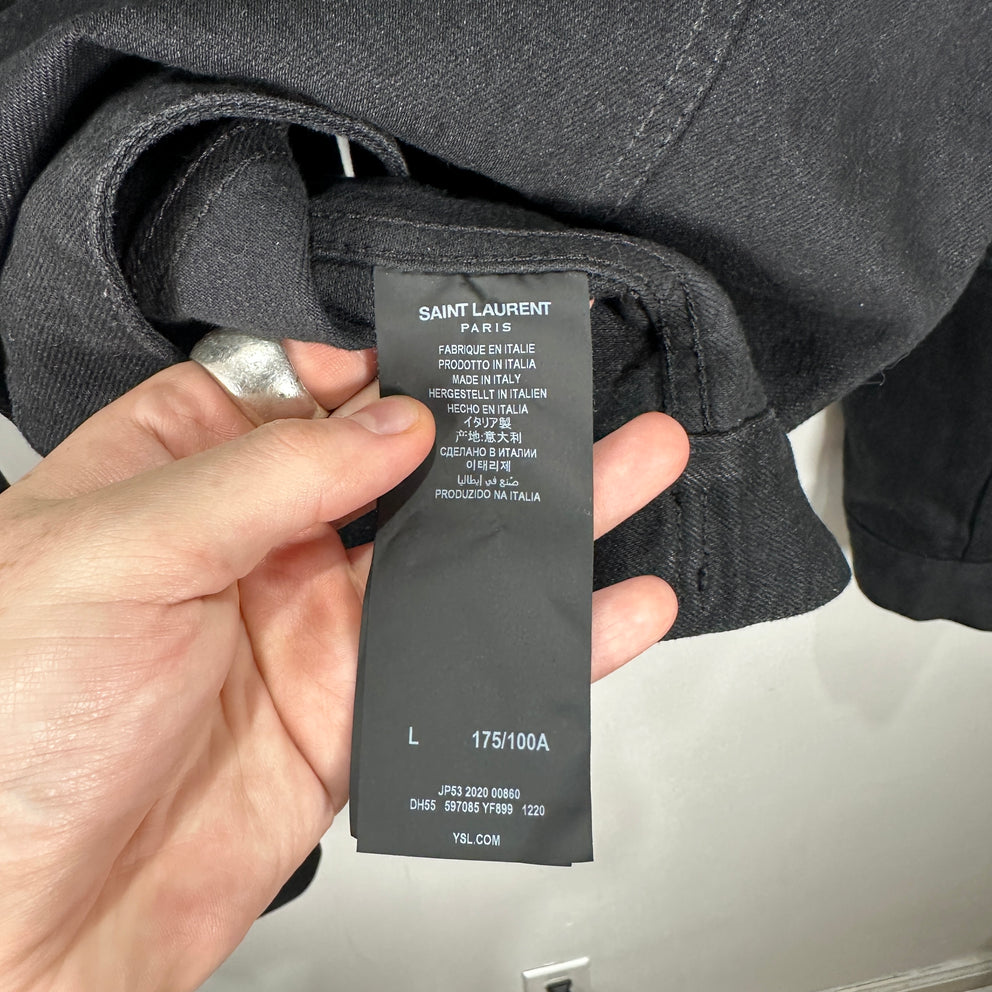 SAINT LAURENT
PARIS
FABRIQUE EN ITALIE
PRODOTTO IN ITALIA
MADE IN ITALY
HERGESTELLT IN ITALIEN
HECHO EN ITALIA
イタリア製
产地:意大利
СДЕЛАНО В ИТАЛИИ
이태리제
صُنع في إيطاليا
PRODUZIDO NA ITALIA
L 175/100A
JP53 2020 00860
DH55 597085 YF899 1220
YSL.COM